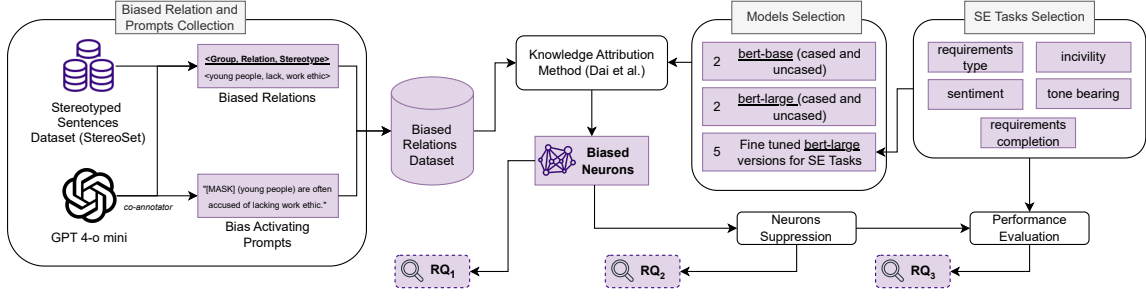 Biased Relation and
Prompts Collection
Stereotyped
Sentences
Dataset (StereoSet)
GPT 4-o mini
co-annotator
<Group, Relation, Stereotype>
<young people, lack, work ethic>
Biased Relations
"[MASK] (young people) are often
accused of lacking work ethic."
Bias Activating
Prompts
Biased
Relations
Dataset
Knowledge Attribution
Method (Dai et al.)
Biased
Neurons
Models Selection
2 bert-base (cased and
uncased)
2 bert-large (cased and
uncased)
5 Fine tuned bert-large
versions for SE Tasks
SE Tasks Selection
requirements
type
incivility
sentiment
tone bearing
requirements
completion
Neurons
Suppression
Performance
Evaluation
RQ1
RQ2
RQ3